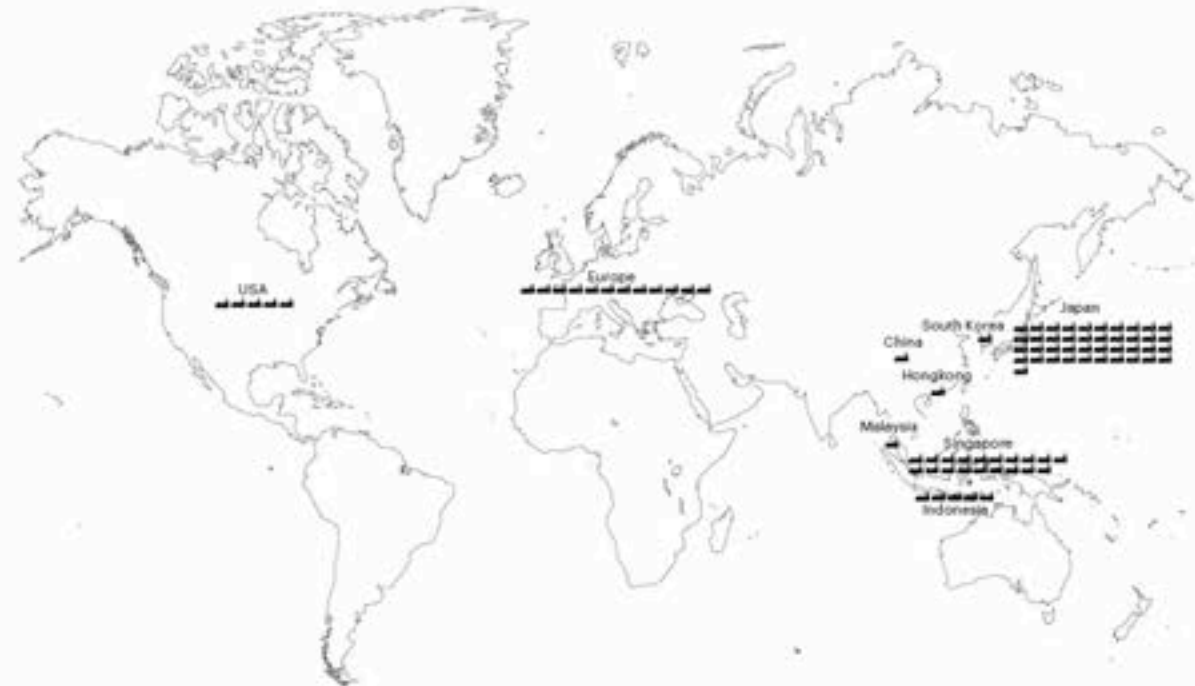 USA
Europe
Japan
South Korea
China
Hongkong
Malaysia
Singapore
Indonesia